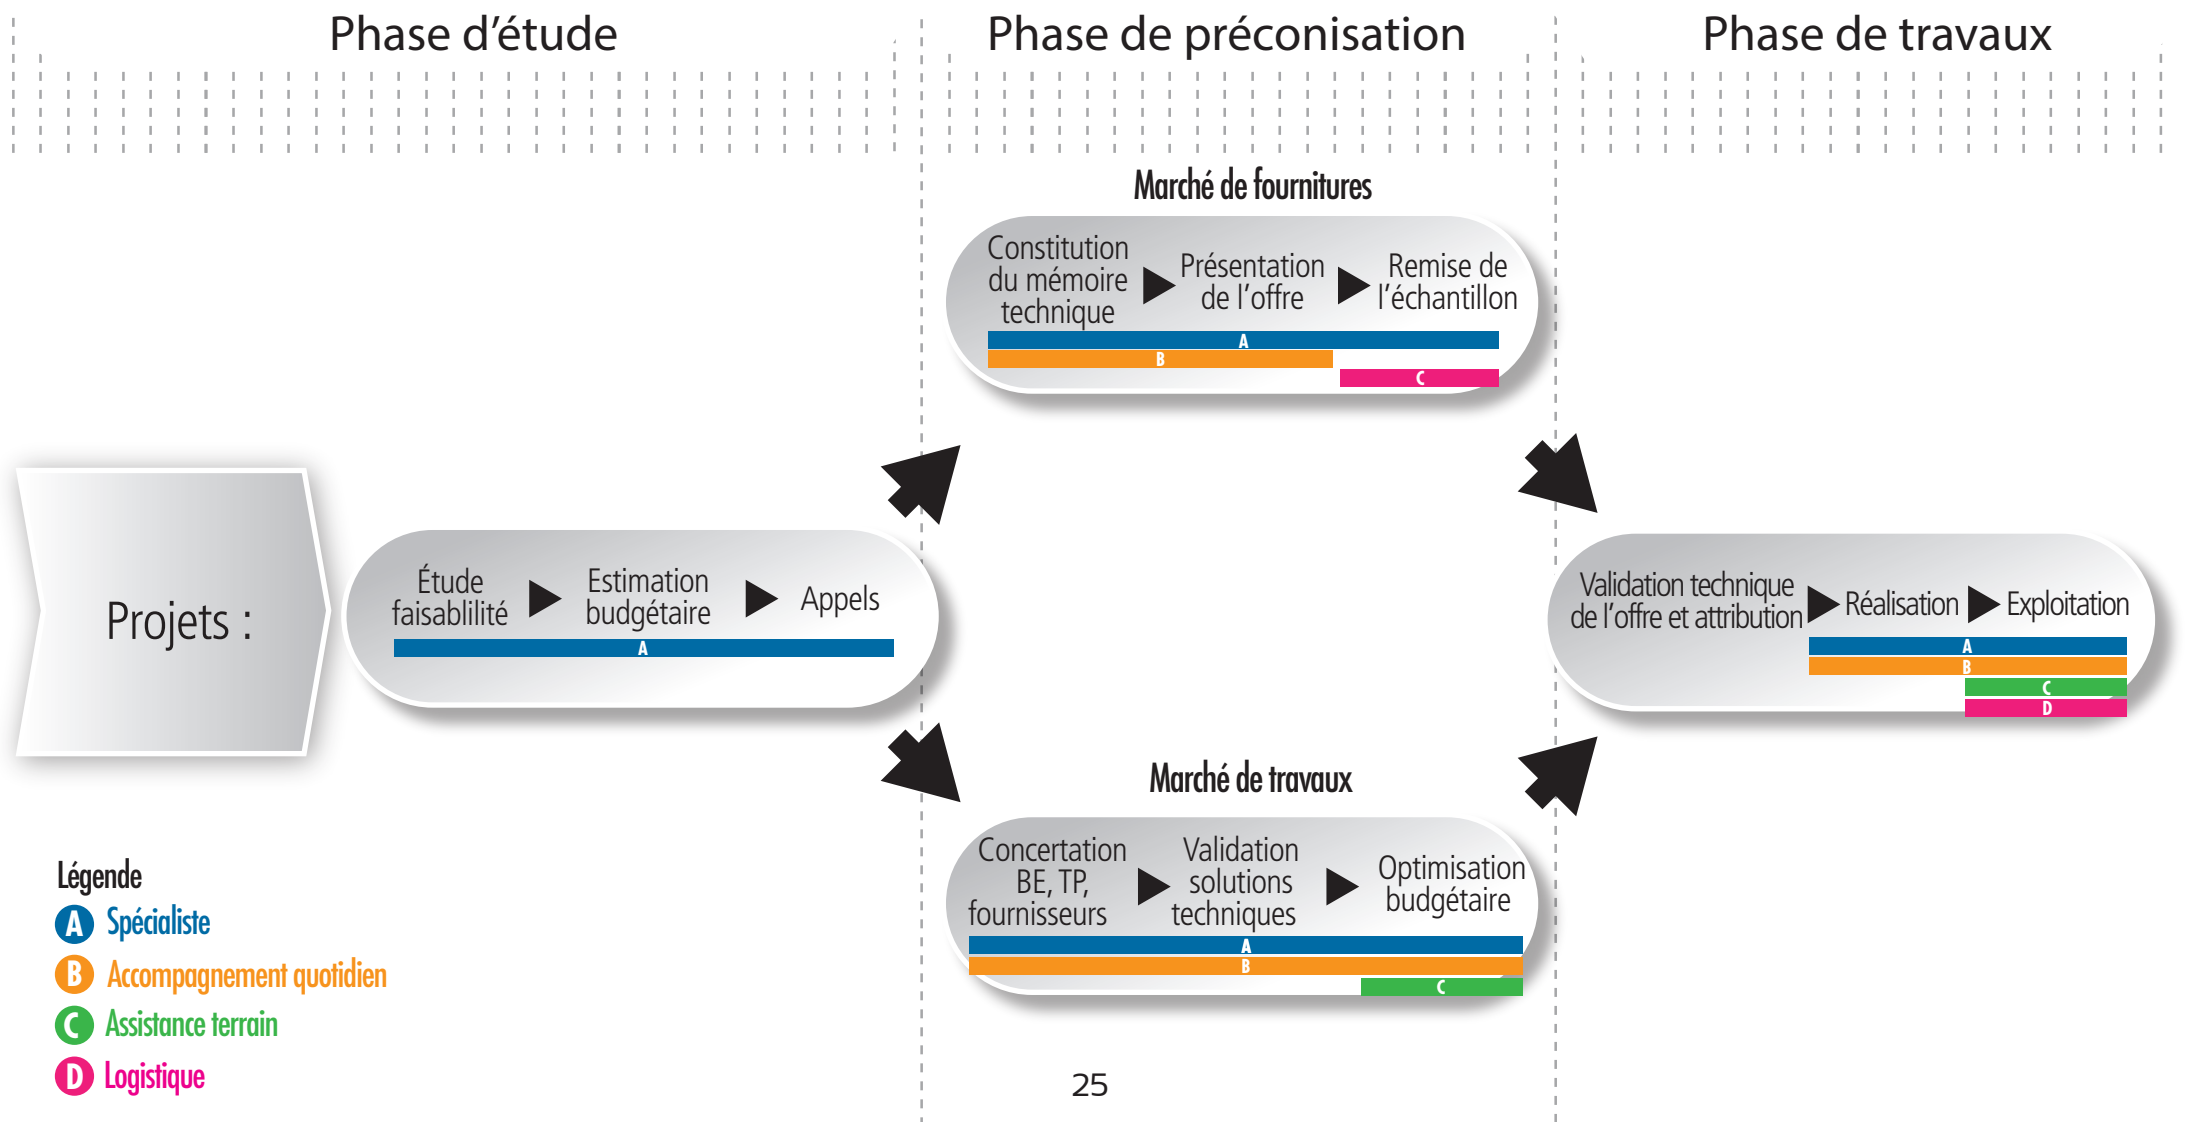 Phase d'étude
Phase de préconisation
Phase de travaux
Marché de fournitures
Constitution
du mémoire
technique
Présentation
de l'offre
Remise de
l'échantillon
A
B
C
Projets :
Étude
faisablilité
Estimation
budgétaire
Appels
A
Validation technique
de l'offre et attribution
Réalisation
Exploitation
A
B
C
D
Marché de travaux
Concertation
BE, TP,
fournisseurs
Validation
solutions
techniques
Optimisation
budgétaire
A
B
C
Légende
A Spécialiste
B Accompagnement quotidien
C Assistance terrain
D Logistique
25